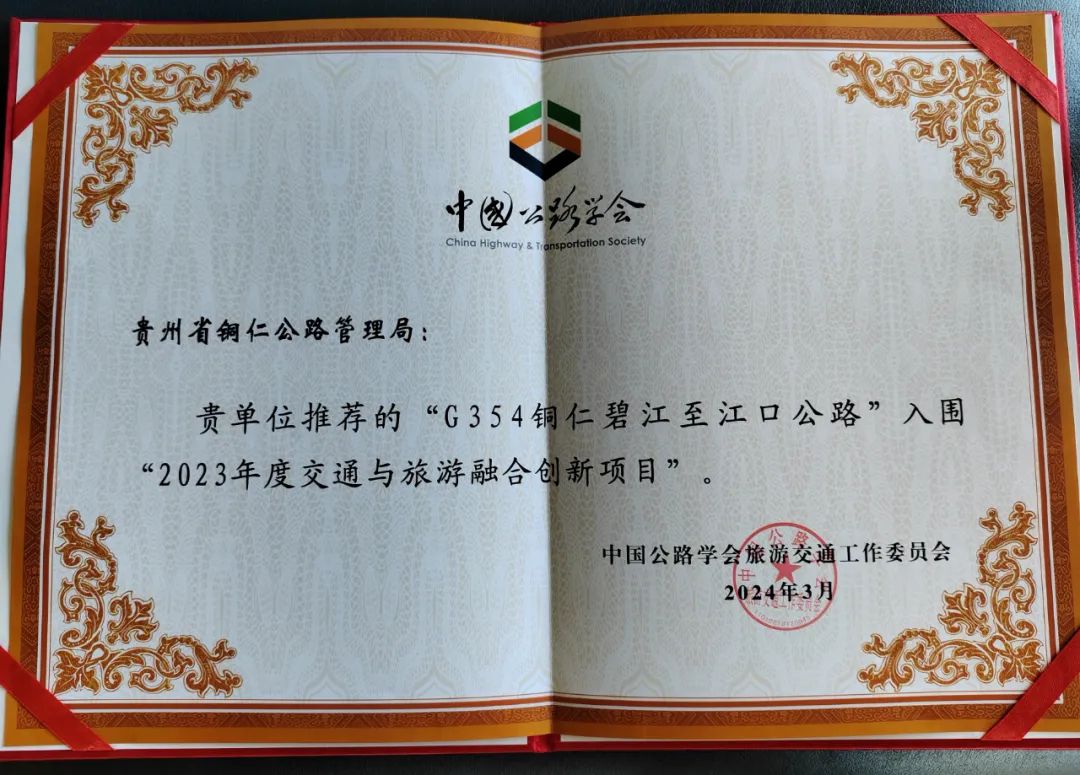 中国公路学会
China Highway & Transportation Society
贵州省铜仁公路管理局：
贵单位推荐的“G354铜仁碧江至江口公路”入围
“2023年度交通与旅游融合创新项目”。
中国公路学会旅游交通工作委员会
2024年3月